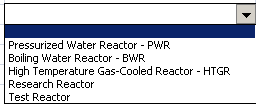 Pressurized Water Reactor - PWR
Boiling Water Reactor - BWR
High Temperature Gas-Cooled Reactor - HTGR
Research Reactor
Test Reactor